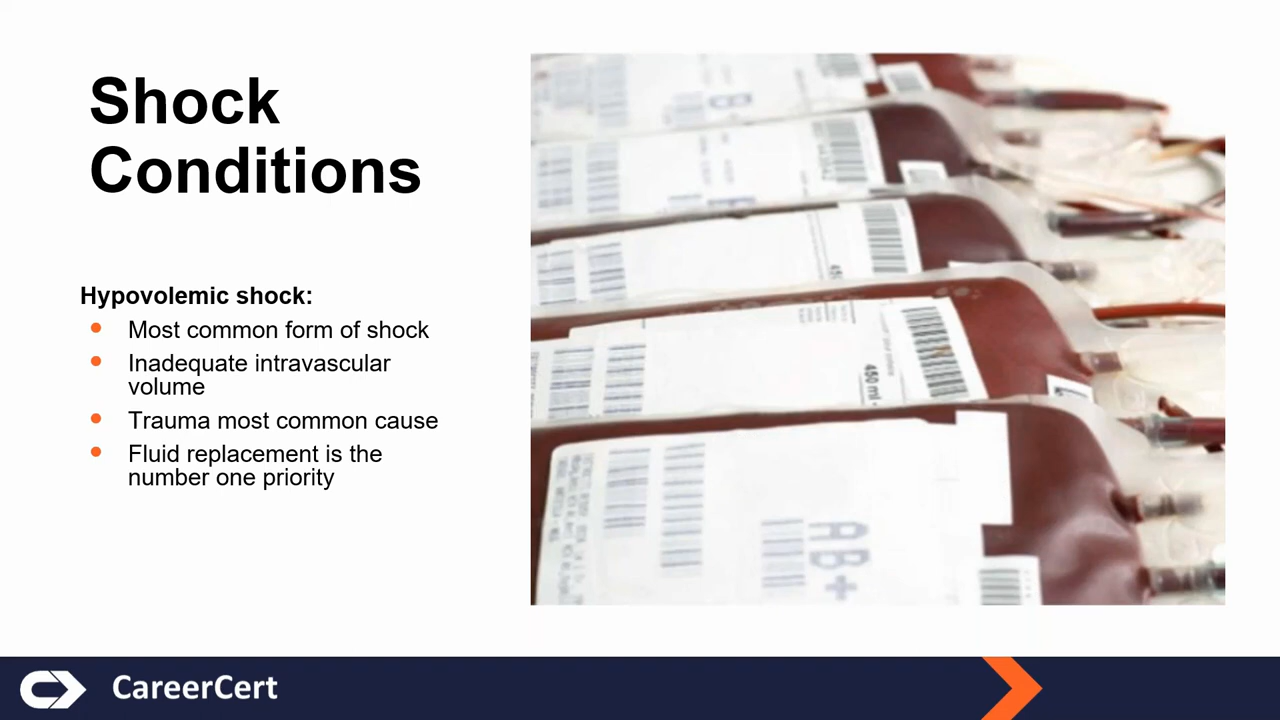 Shock
Conditions
Hypovolemic shock:
Most common form of shock
Inadequate intravascular
volume
Trauma most common cause
Fluid replacement is the
number one priority
B
450 ml
AB+
CareerCert